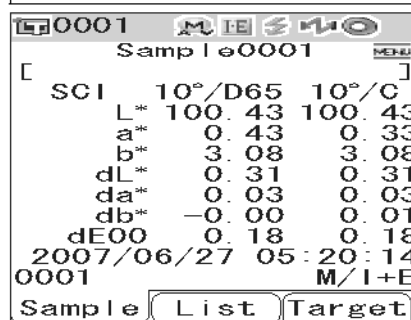 0001 M I·E
Sample0001 MENU
[ ]
SCI 10°/D65 10°/C
L* 100.43 100.43
a* 0.43 0.33
b* 3.08 3.08
dL* 0.31 0.31
da* 0.03 0.03
db* -0.00 0.01
dE00 0.18 0.18
2007/06/27 05:20:14
0001 M/I+E
Sample List Target